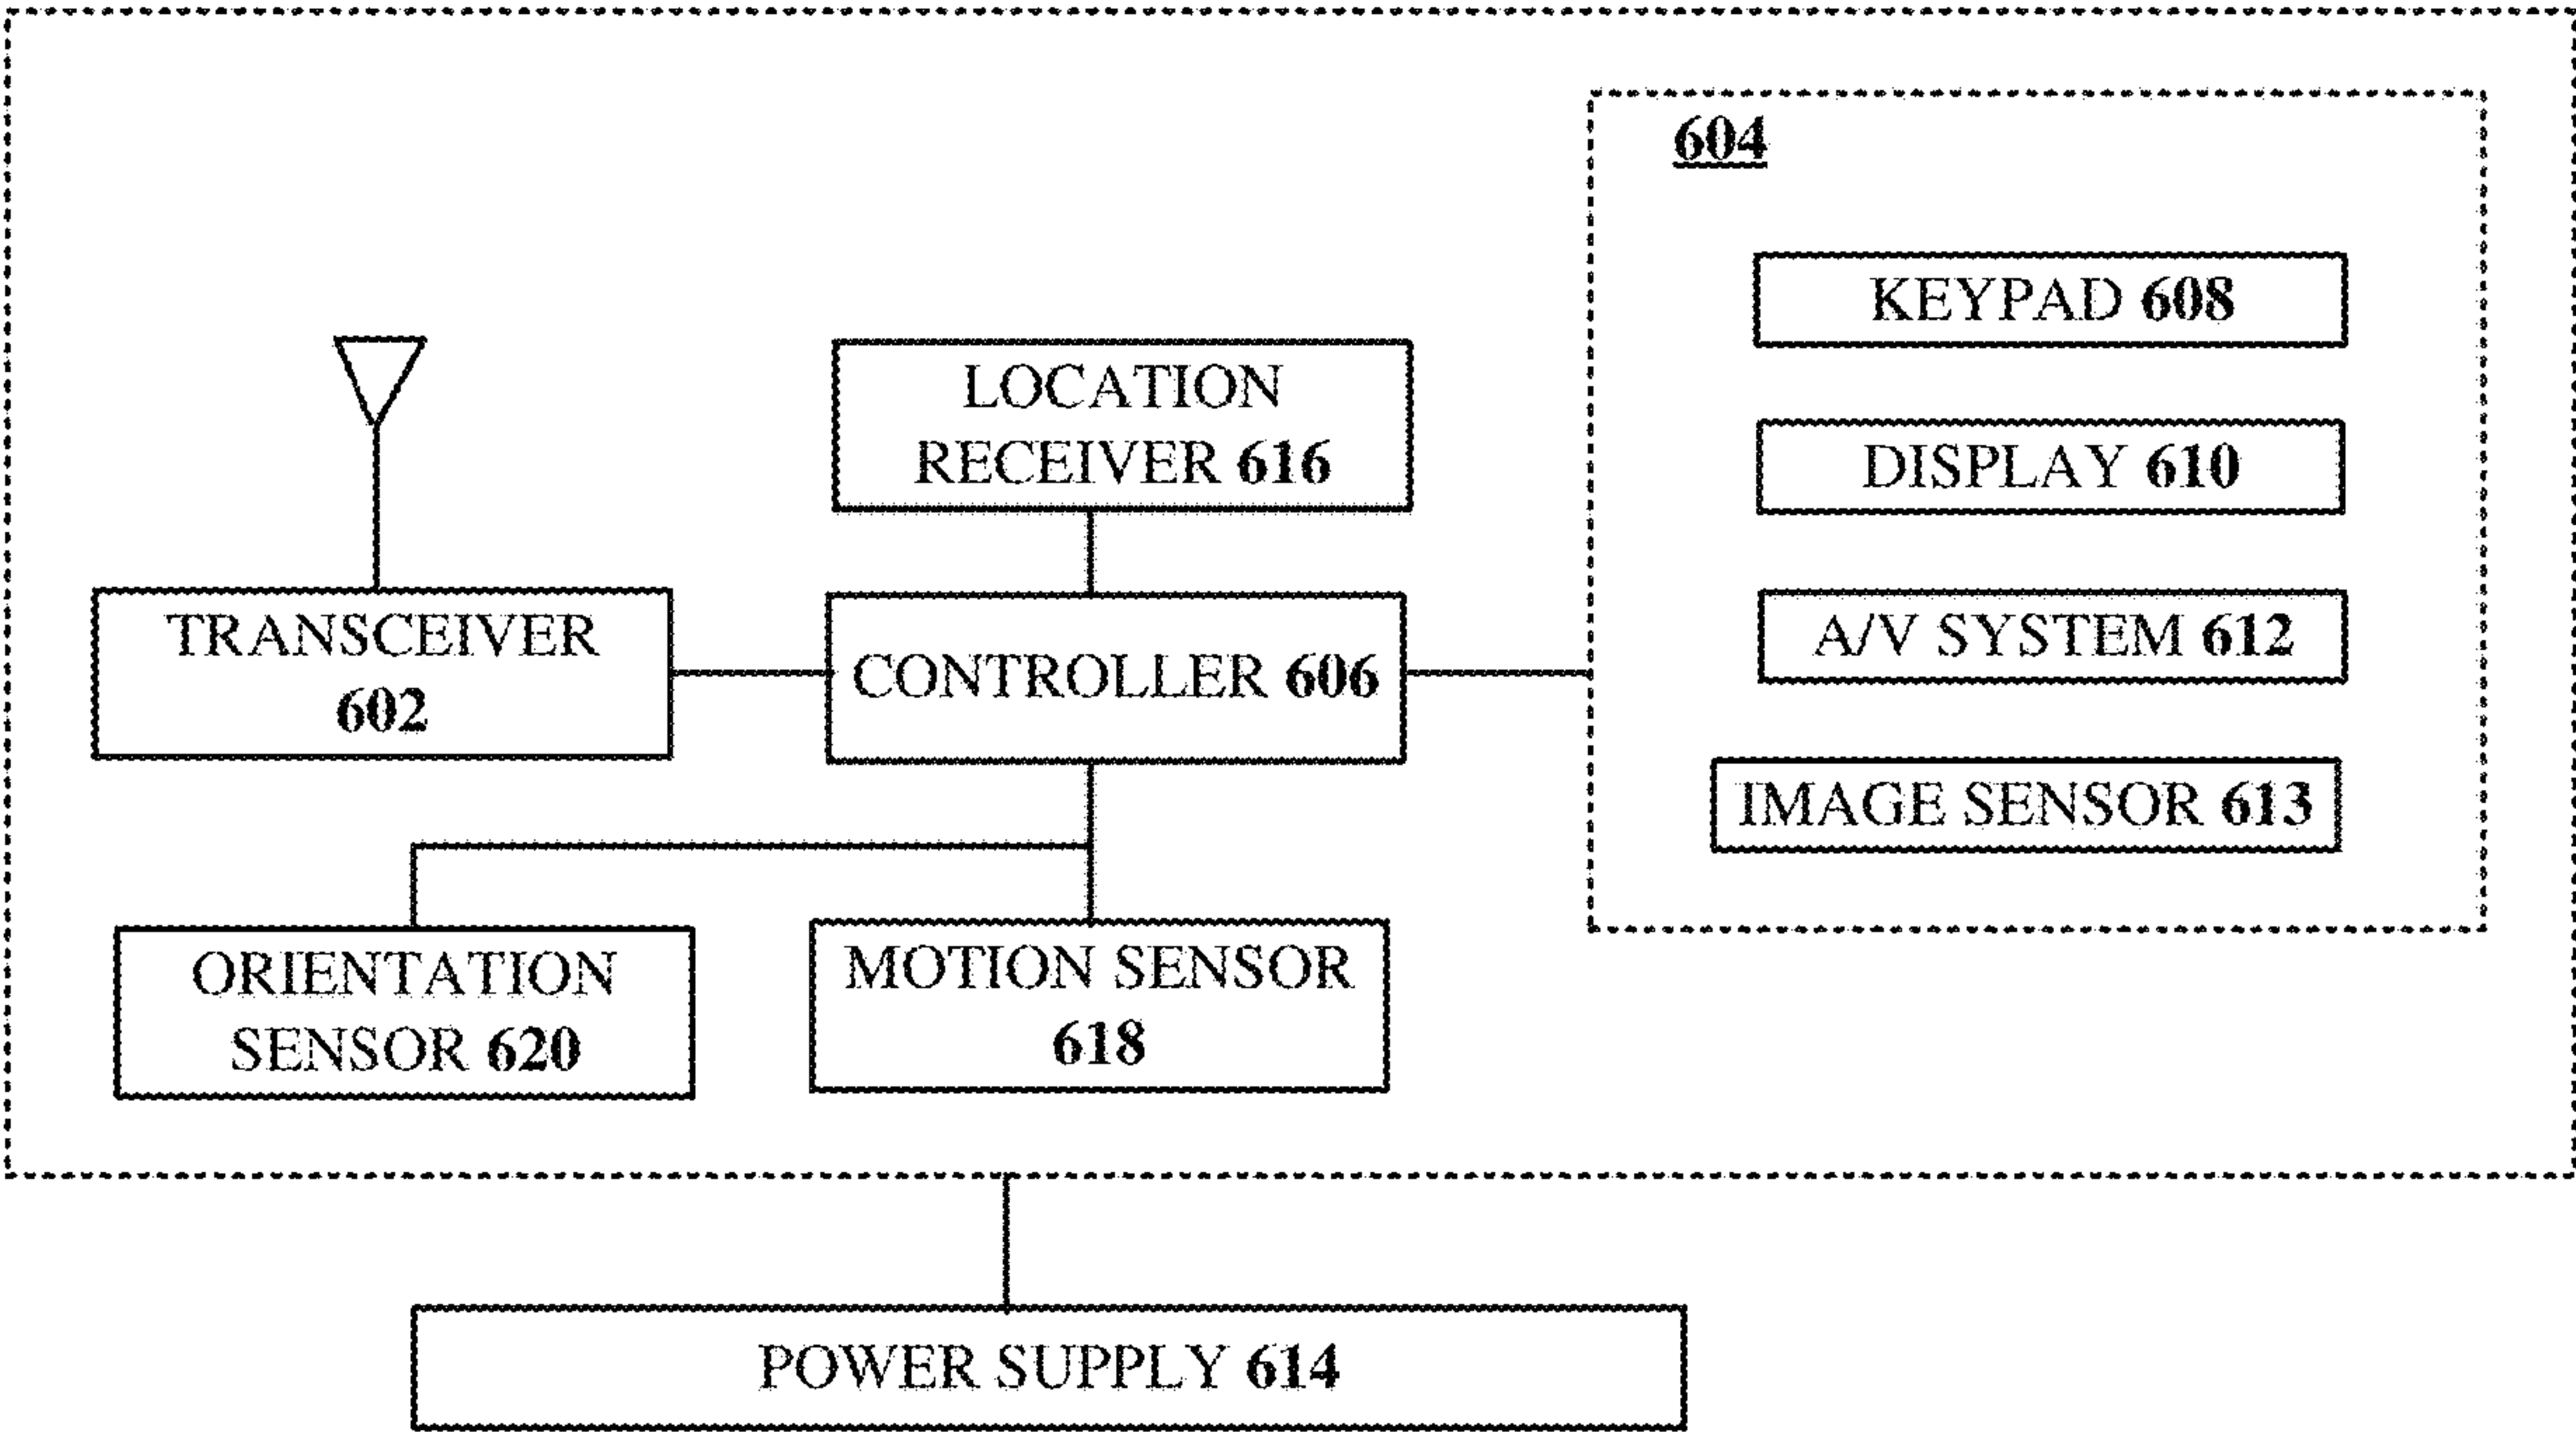 604
KEYPAD 608
LOCATION
RECEIVER 616
DISPLAY 610
TRANSCEIVER
602
CONTROLLER 606
A/V SYSTEM 612
IMAGE SENSOR 613
ORIENTATION
SENSOR 620
MOTION SENSOR
618
POWER SUPPLY 614